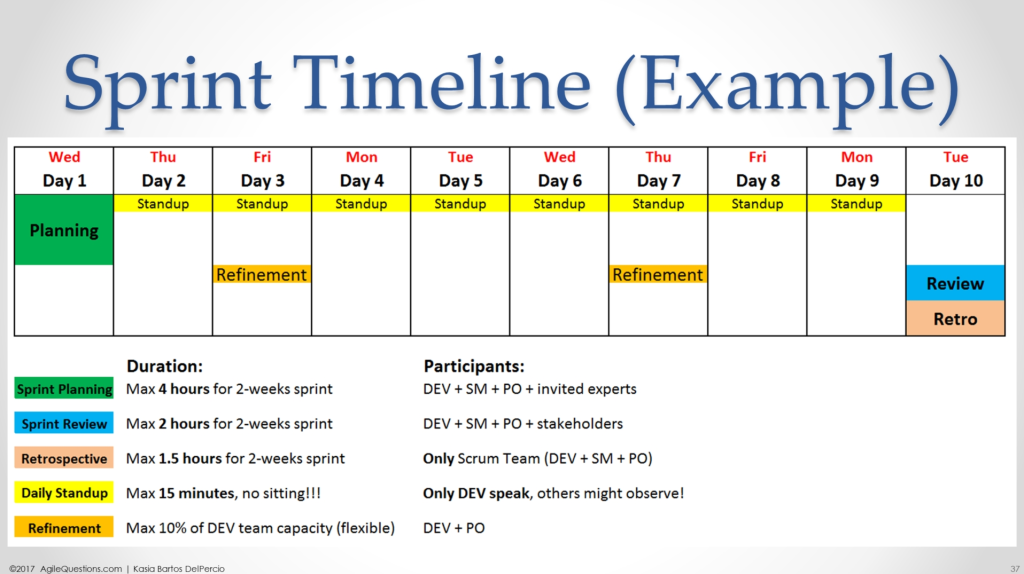 Sprint Timeline (Example)
Wed Thu Fri Mon Tue Wed Thu Fri Mon Tue
Day 1 Day 2 Day 3 Day 4 Day 5 Day 6 Day 7 Day 8 Day 9 Day 10
Standup Standup Standup Standup Standup Standup Standup Standup
Planning
Refinement Refinement
Review
Retro
Duration: Participants:
Sprint Planning Max 4 hours for 2-weeks sprint DEV + SM + PO + invited experts
Sprint Review Max 2 hours for 2-weeks sprint DEV + SM + PO + stakeholders
Retrospective Max 1.5 hours for 2-weeks sprint Only Scrum Team (DEV + SM + PO)
Daily Standup Max 15 minutes, no sitting!!! Only DEV speak, others might observe!
Refinement Max 10% of DEV team capacity (flexible) DEV + PO
©2017 AgileQuestions.com | Kasia Bartos DelPercio 37